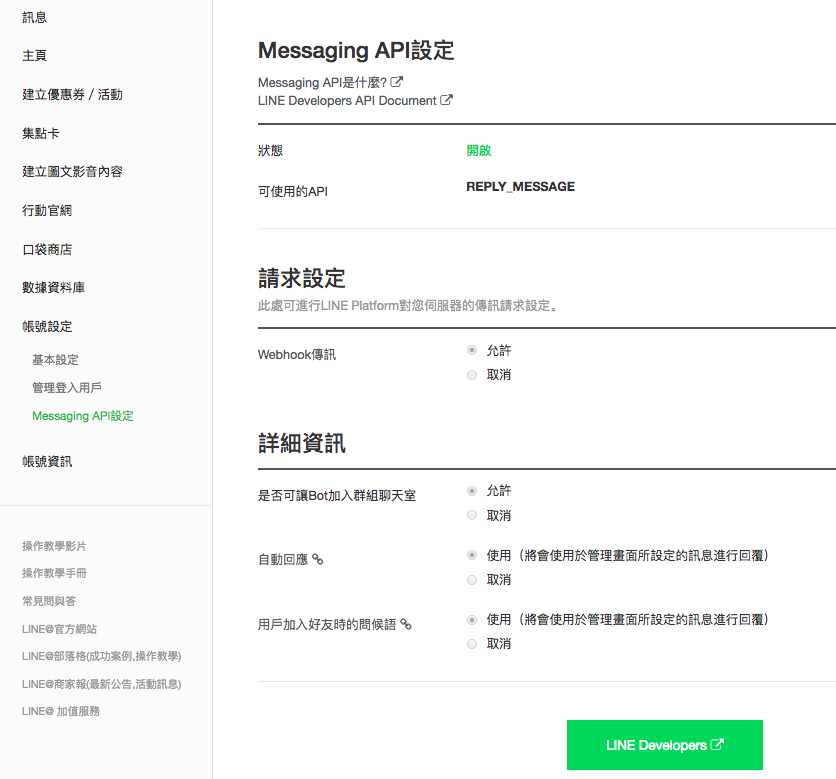 訊息
主頁
建立優惠券 / 活動
集點卡
建立圖文影音內容
行動官網
口袋商店
數據資料庫
帳號設定
基本設定
管理登入用戶
Messaging API設定
帳號資訊
操作教學影片
操作教學手冊
常見問與答
LINE@官方網站
LINE@部落格(成功案例,操作教學)
LINE@商家報(最新公告,活動訊息)
LINE@ 加值服務
Messaging API設定
Messaging API是什麼?
LINE Developers API Document
狀態 開啟
可使用的API REPLY_MESSAGE
請求設定
此處可進行LINE Platform對您伺服器的傳訊請求設定。
Webhook傳訊 允許
取消
詳細資訊
是否可讓Bot加入群組聊天室 允許
取消
自動回應 使用（將會使用於管理畫面所設定的訊息進行回覆）
取消
用戶加入好友時的問候語 使用（將會使用於管理畫面所設定的訊息進行回覆）
取消
LINE Developers